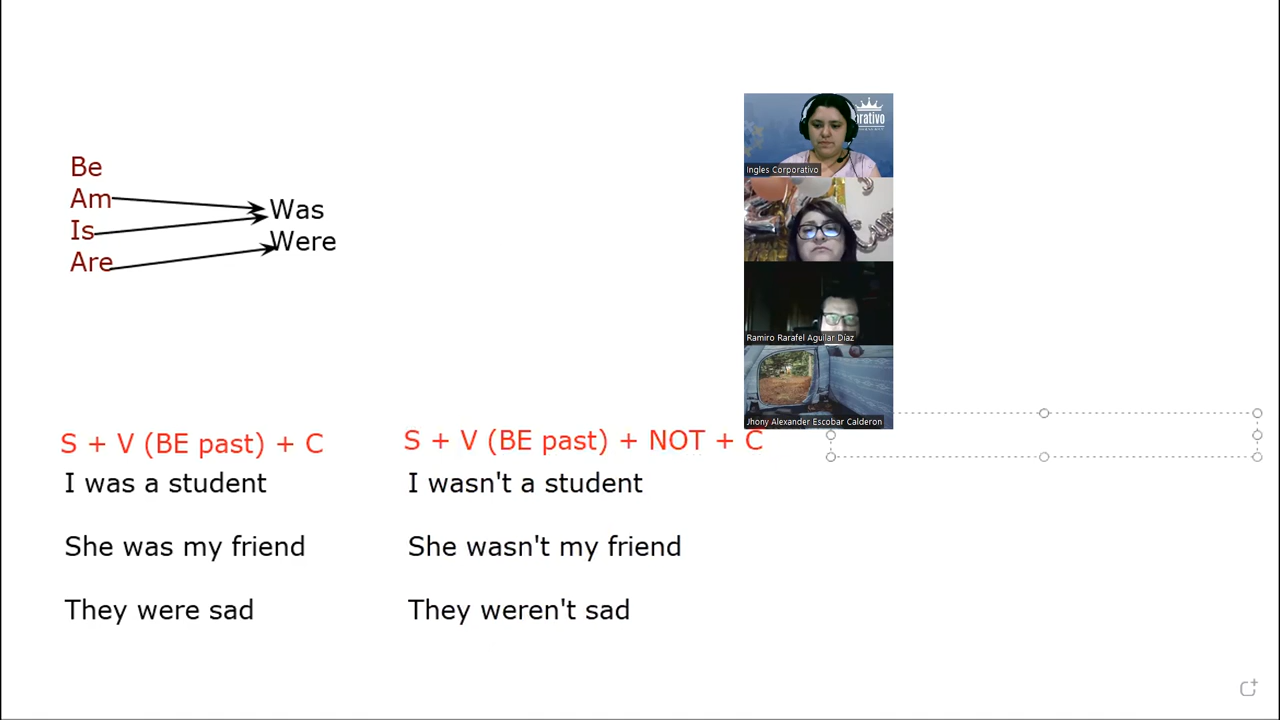 Be
Am
Is
Are
Was
Were
Ingles Corporativo
Ramiro Rarafel Aguilar Díaz
Jhony Alexander Escobar Calderon
S + V (BE past) + C
I was a student
She was my friend
They were sad
S + V (BE past) + NOT + C
I wasn't a student
She wasn't my friend
They weren't sad